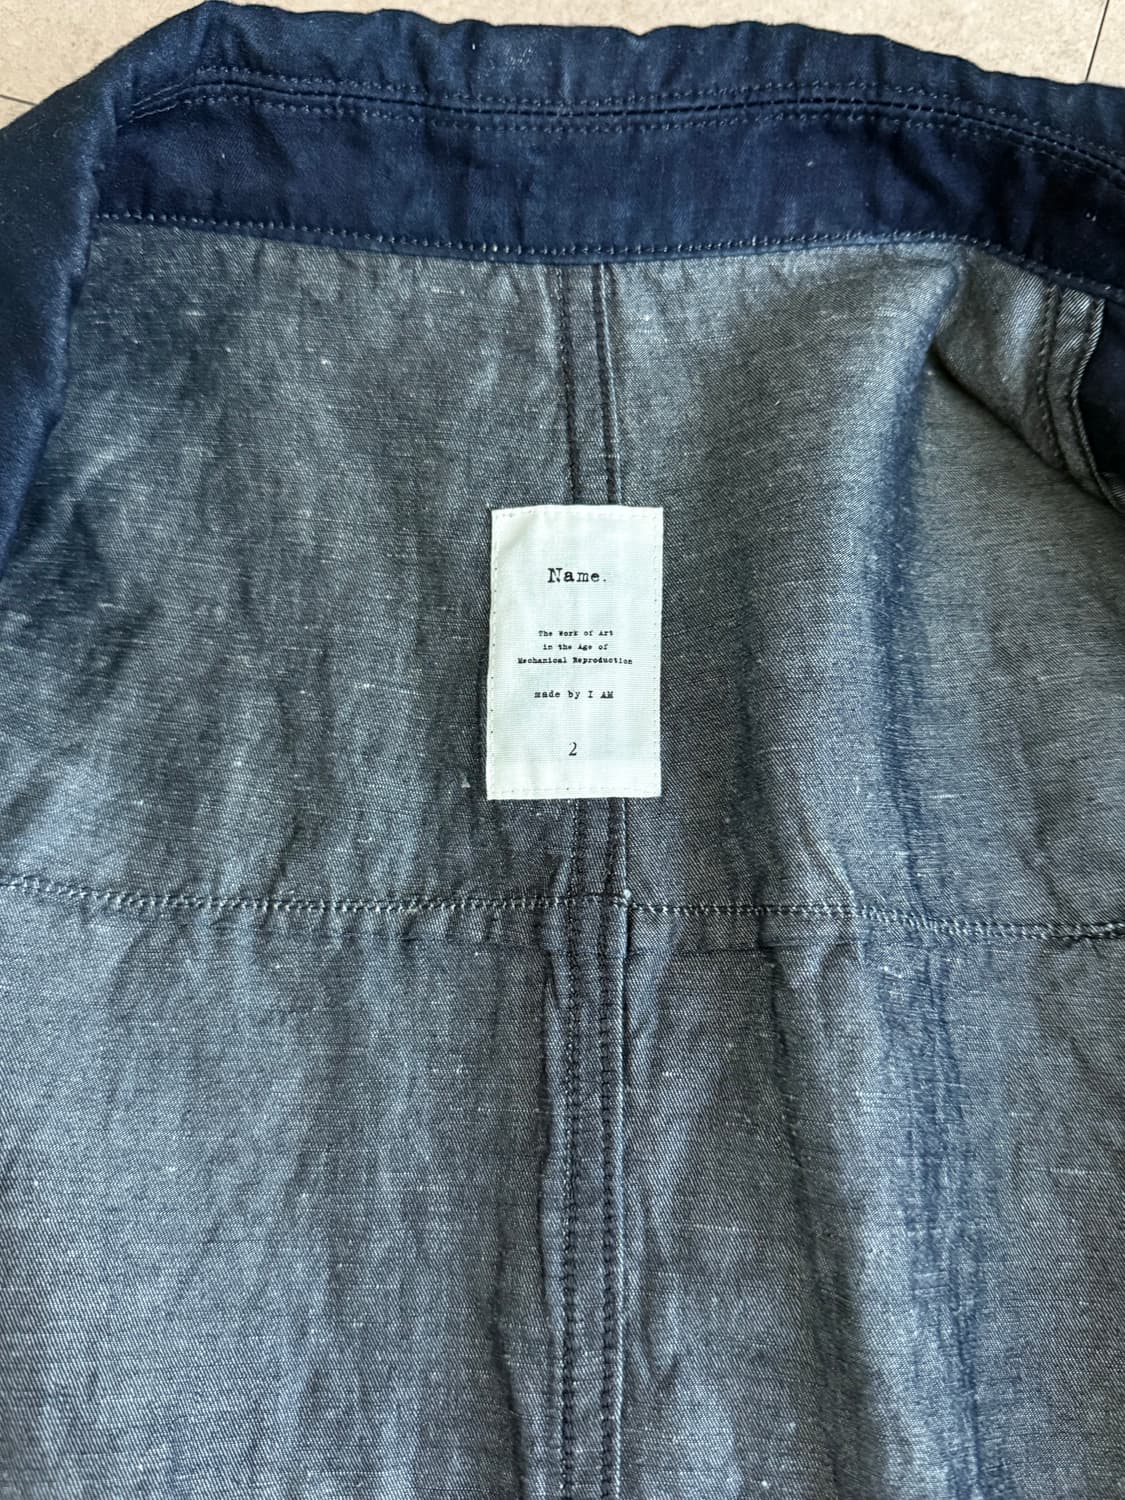 Name.
The Work of Art
in the Age of
Mechanical Reproduction
made by I AM
2